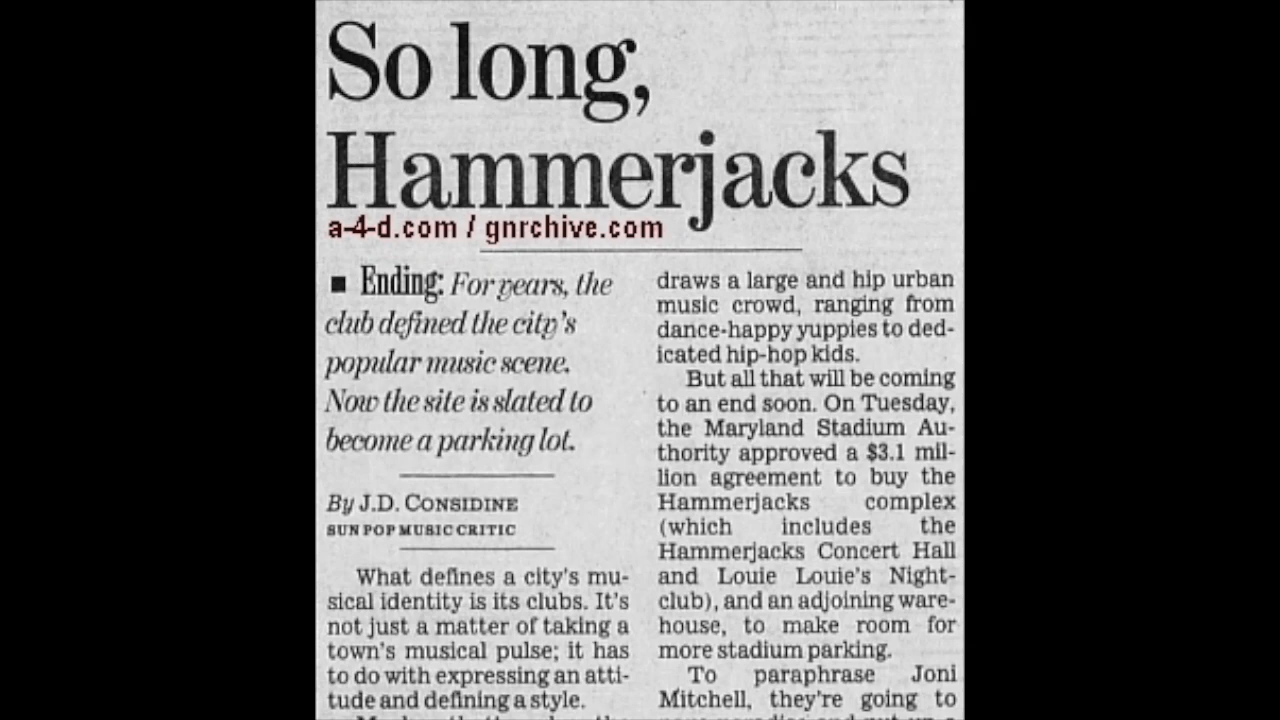 So long,
Hammerjacks
a-4-d.com / gnrchive.com
■ Ending: For years, the
club defined the city's
popular music scene.
Now the site is slated to
become a parking lot.
By J.D. CONSIDINE
SUN POP MUSIC CRITIC
What defines a city's mu-
sical identity is its clubs. It's
not just a matter of taking a
town's musical pulse; it has
to do with expressing an atti-
tude and defining a style.
draws a large and hip urban
music crowd, ranging from
dance-happy yuppies to ded-
icated hip-hop kids.
But all that will be coming
to an end soon. On Tuesday,
the Maryland Stadium Au-
thority approved a $3.1 mil-
lion agreement to buy the
Hammerjacks complex
(which includes the
Hammerjacks Concert Hall
and Louie Louie's Night-
club), and an adjoining ware-
house, to make room for
more stadium parking.
To paraphrase Joni
Mitchell, they're going to